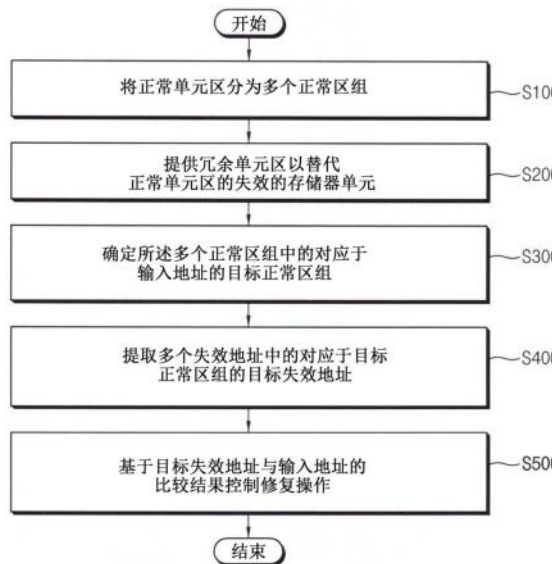 开始
将正常单元区分为多个正常区组
S100
提供冗余单元区以替代
正常单元区的失效的存储器单元
S200
确定所述多个正常区组中的对应于
输入地址的目标正常区组
S300
提取多个失效地址中的对应于目标
正常区组的目标失效地址
S400
基于目标失效地址与输入地址的
比较结果控制修复操作
S500
结束